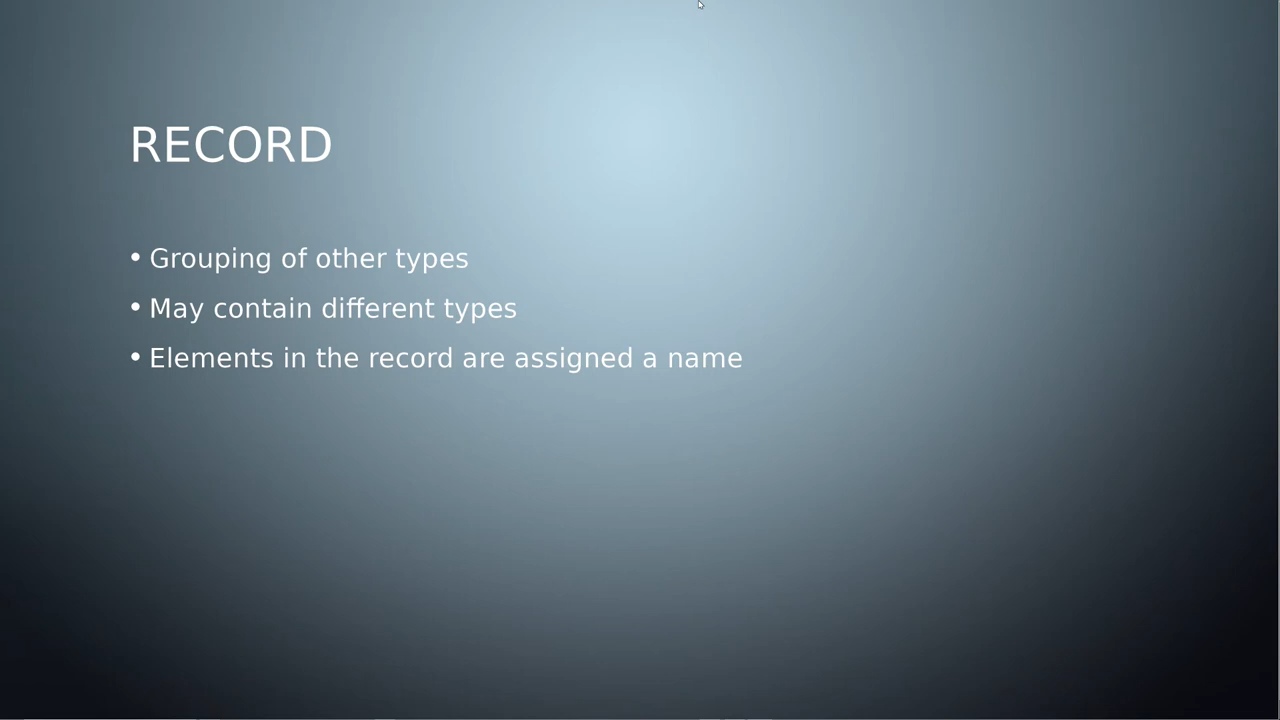 RECORD
• Grouping of other types
• May contain different types
• Elements in the record are assigned a name